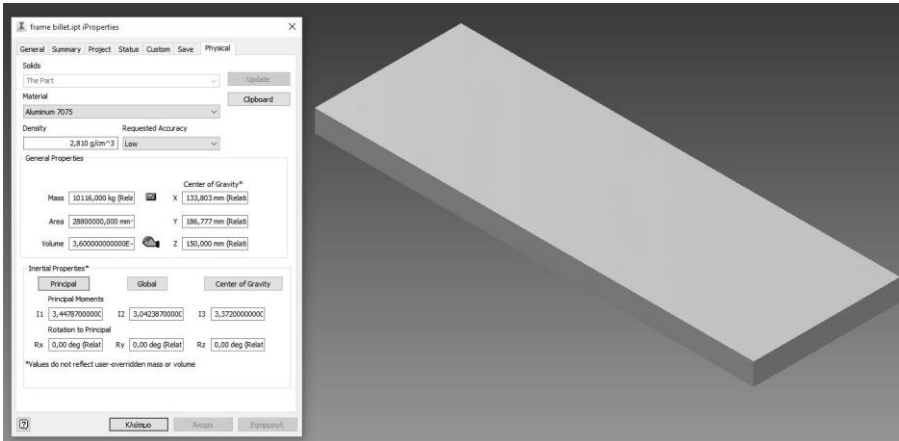 frame billet.ipt iProperties
General Summary Project Status Custom Save Physical
Solids
The Part Update
Material Clipboard
Aluminum 7075
Density Requested Accuracy
2,810 g/cm^3 Low
General Properties
Center of Gravity*
Mass 10116,000 kg (Rela X 133,803 mm (Relati
Area 28800000,000 mm^ Y 186,777 mm (Relati
Volume 3,600000000000E+ Z 150,000 mm (Relati
Inertial Properties*
Principal Global Center of Gravity
Principal Moments
I1 3,4478700000C I2 3,0423870000C I3 3,3720000000C
Rotation to Principal
Rx 0,00 deg (Relat Ry 0,00 deg (Relat Rz 0,00 deg (Relat
*Values do not reflect user-overridden mass or volume
Κλείσιμο Άκυρο Εφαρμογή